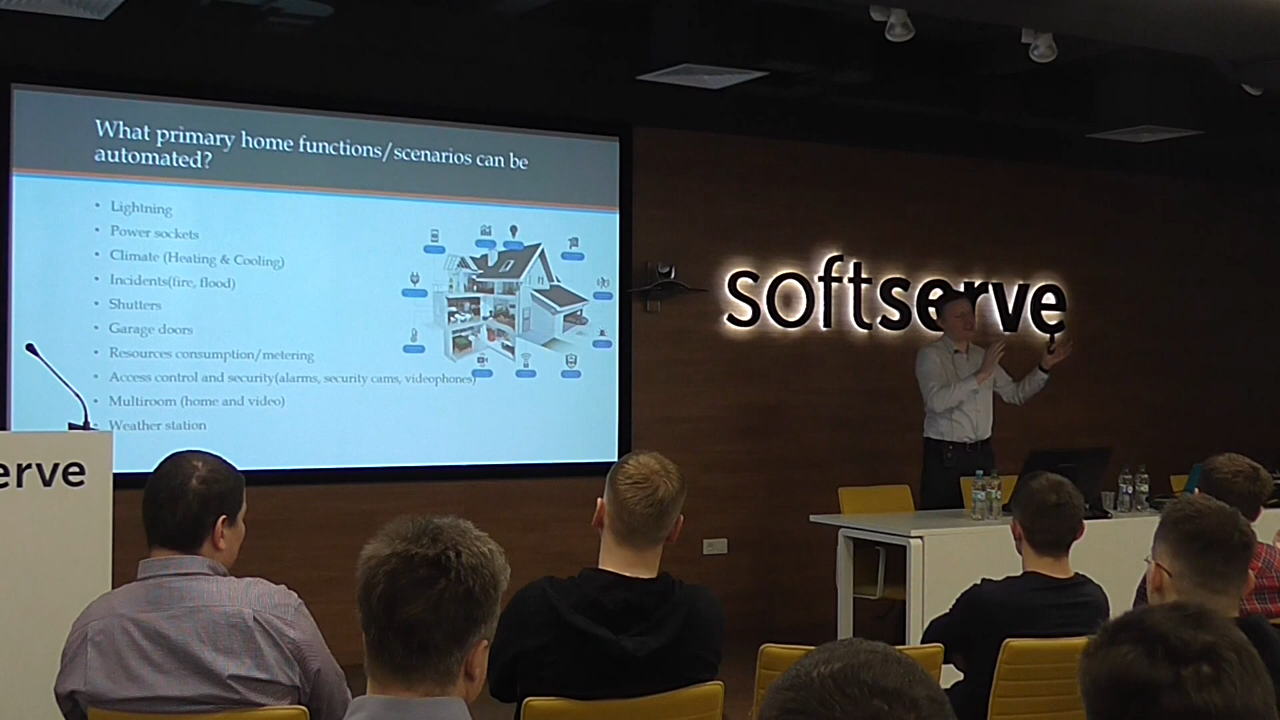 What primary home functions/scenarios can be
automated?
• Lightning
• Power sockets
• Climate (Heating & Cooling)
• Incidents(fire, flood)
• Shutters
• Garage doors
• Resources consumption/metering
• Access control and security(alarms, security cams, videophones)
• Multiroom (home and video)
• Weather station
softserve
erve